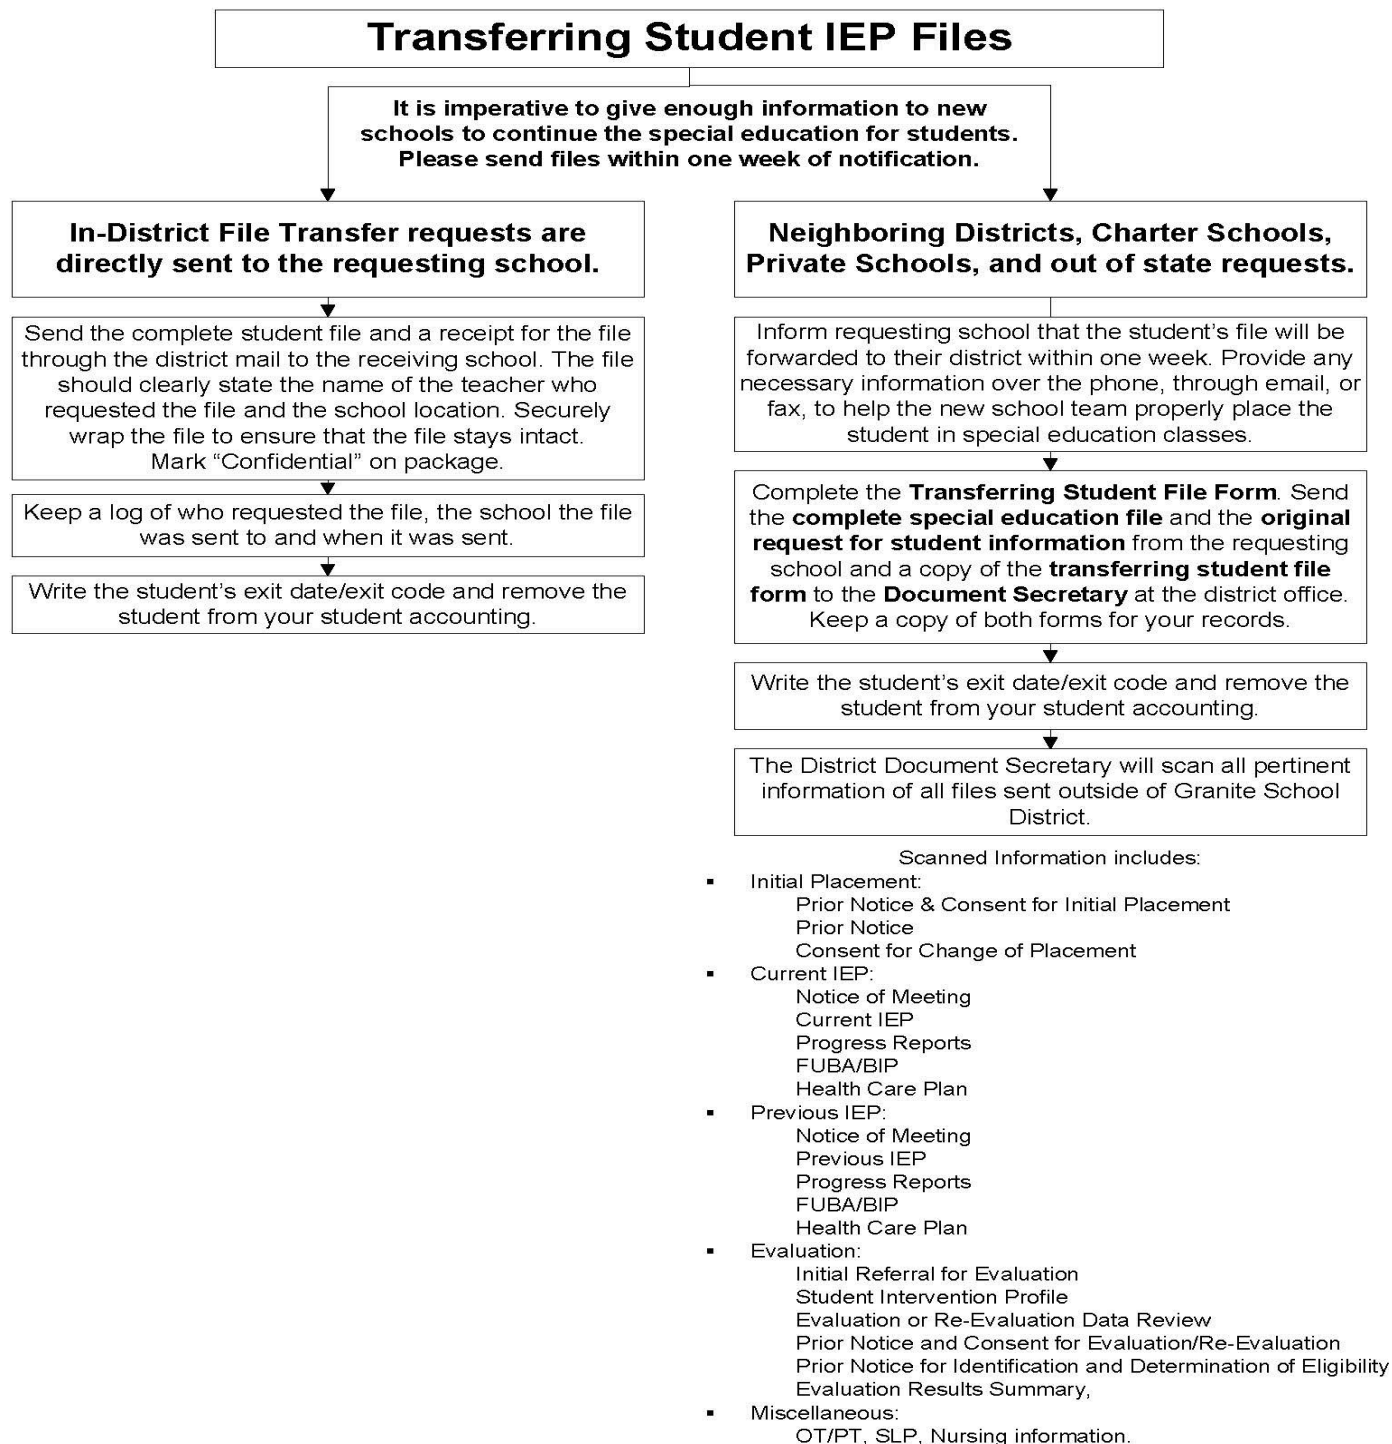 Transferring Student IEP Files
It is imperative to give enough information to new
schools to continue the special education for students.
Please send files within one week of notification.
In-District File Transfer requests are
directly sent to the requesting school.
Send the complete student file and a receipt for the file
through the district mail to the receiving school. The file
should clearly state the name of the teacher who
requested the file and the school location. Securely
wrap the file to ensure that the file stays intact.
Mark “Confidential” on package.
Keep a log of who requested the file, the school the file
was sent to and when it was sent.
Write the student’s exit date/exit code and remove the
student from your student accounting.
Neighboring Districts, Charter Schools,
Private Schools, and out of state requests.
Inform requesting school that the student’s file will be
forwarded to their district within one week. Provide any
necessary information over the phone, through email, or
fax, to help the new school team properly place the
student in special education classes.
Complete the Transferring Student File Form. Send
the complete special education file and the original
request for student information from the requesting
school and a copy of the transferring student file
form to the Document Secretary at the district office.
Keep a copy of both forms for your records.
Write the student’s exit date/exit code and remove the
student from your student accounting.
The District Document Secretary will scan all pertinent
information of all files sent outside of Granite School
District.
Scanned Information includes:
▪ Initial Placement:
Prior Notice & Consent for Initial Placement
Prior Notice
Consent for Change of Placement
▪ Current IEP:
Notice of Meeting
Current IEP
Progress Reports
FUBA/BIP
Health Care Plan
▪ Previous IEP:
Notice of Meeting
Previous IEP
Progress Reports
FUBA/BIP
Health Care Plan
▪ Evaluation:
Initial Referral for Evaluation
Student Intervention Profile
Evaluation or Re-Evaluation Data Review
Prior Notice and Consent for Evaluation/Re-Evaluation
Prior Notice for Identification and Determination of Eligibility
Evaluation Results Summary,
▪ Miscellaneous:
OT/PT, SLP, Nursing information.